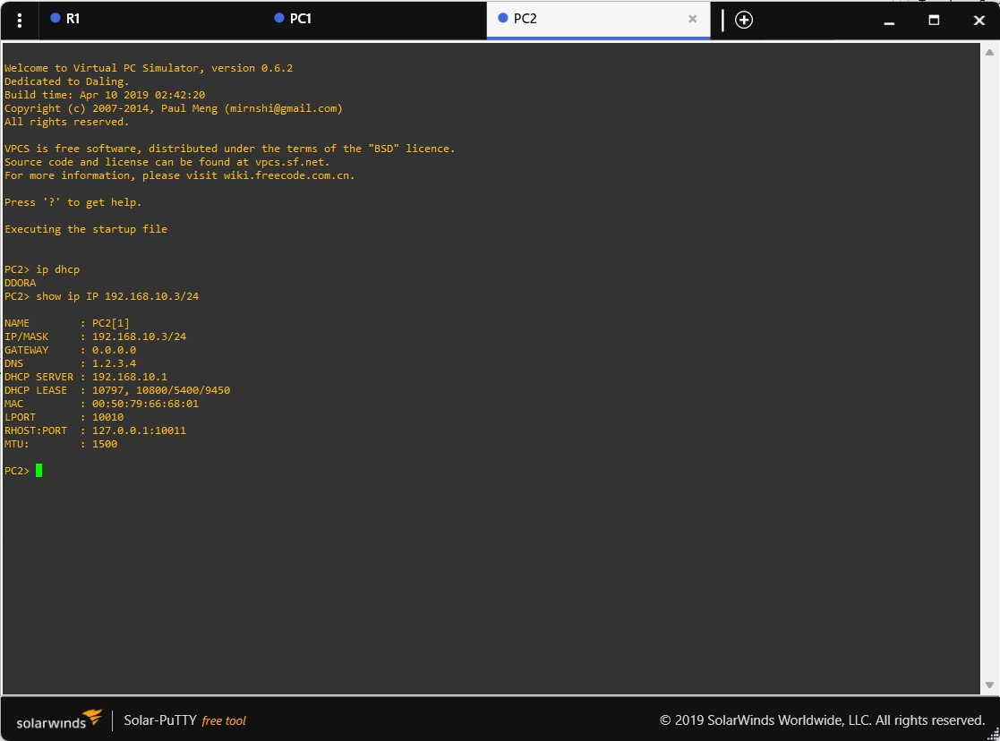 R1
PC1
PC2
Welcome to Virtual PC Simulator, version 0.6.2
Dedicated to Daling.
Build time: Apr 10 2019 02:42:20
Copyright (c) 2007-2014, Paul Meng (mirnshi@gmail.com)
All rights reserved.
VPCS is free software, distributed under the terms of the "BSD" licence.
Source code and license can be found at vpcs.sf.net.
For more information, please visit wiki.freecode.com.cn.
Press '?' to get help.
Executing the startup file
PC2> ip dhcp
DDORA
PC2> show ip IP 192.168.10.3/24
NAME : PC2[1]
IP/MASK : 192.168.10.3/24
GATEWAY : 0.0.0.0
DNS : 1.2.3.4
DHCP SERVER : 192.168.10.1
DHCP LEASE : 10797, 10800/5400/9450
MAC : 00:50:79:66:68:01
LPORT : 10010
RHOST:PORT : 127.0.0.1:10011
MTU: : 1500
PC2>
solarwinds
Solar-PuTTY free tool
© 2019 SolarWinds Worldwide, LLC. All rights reserved.